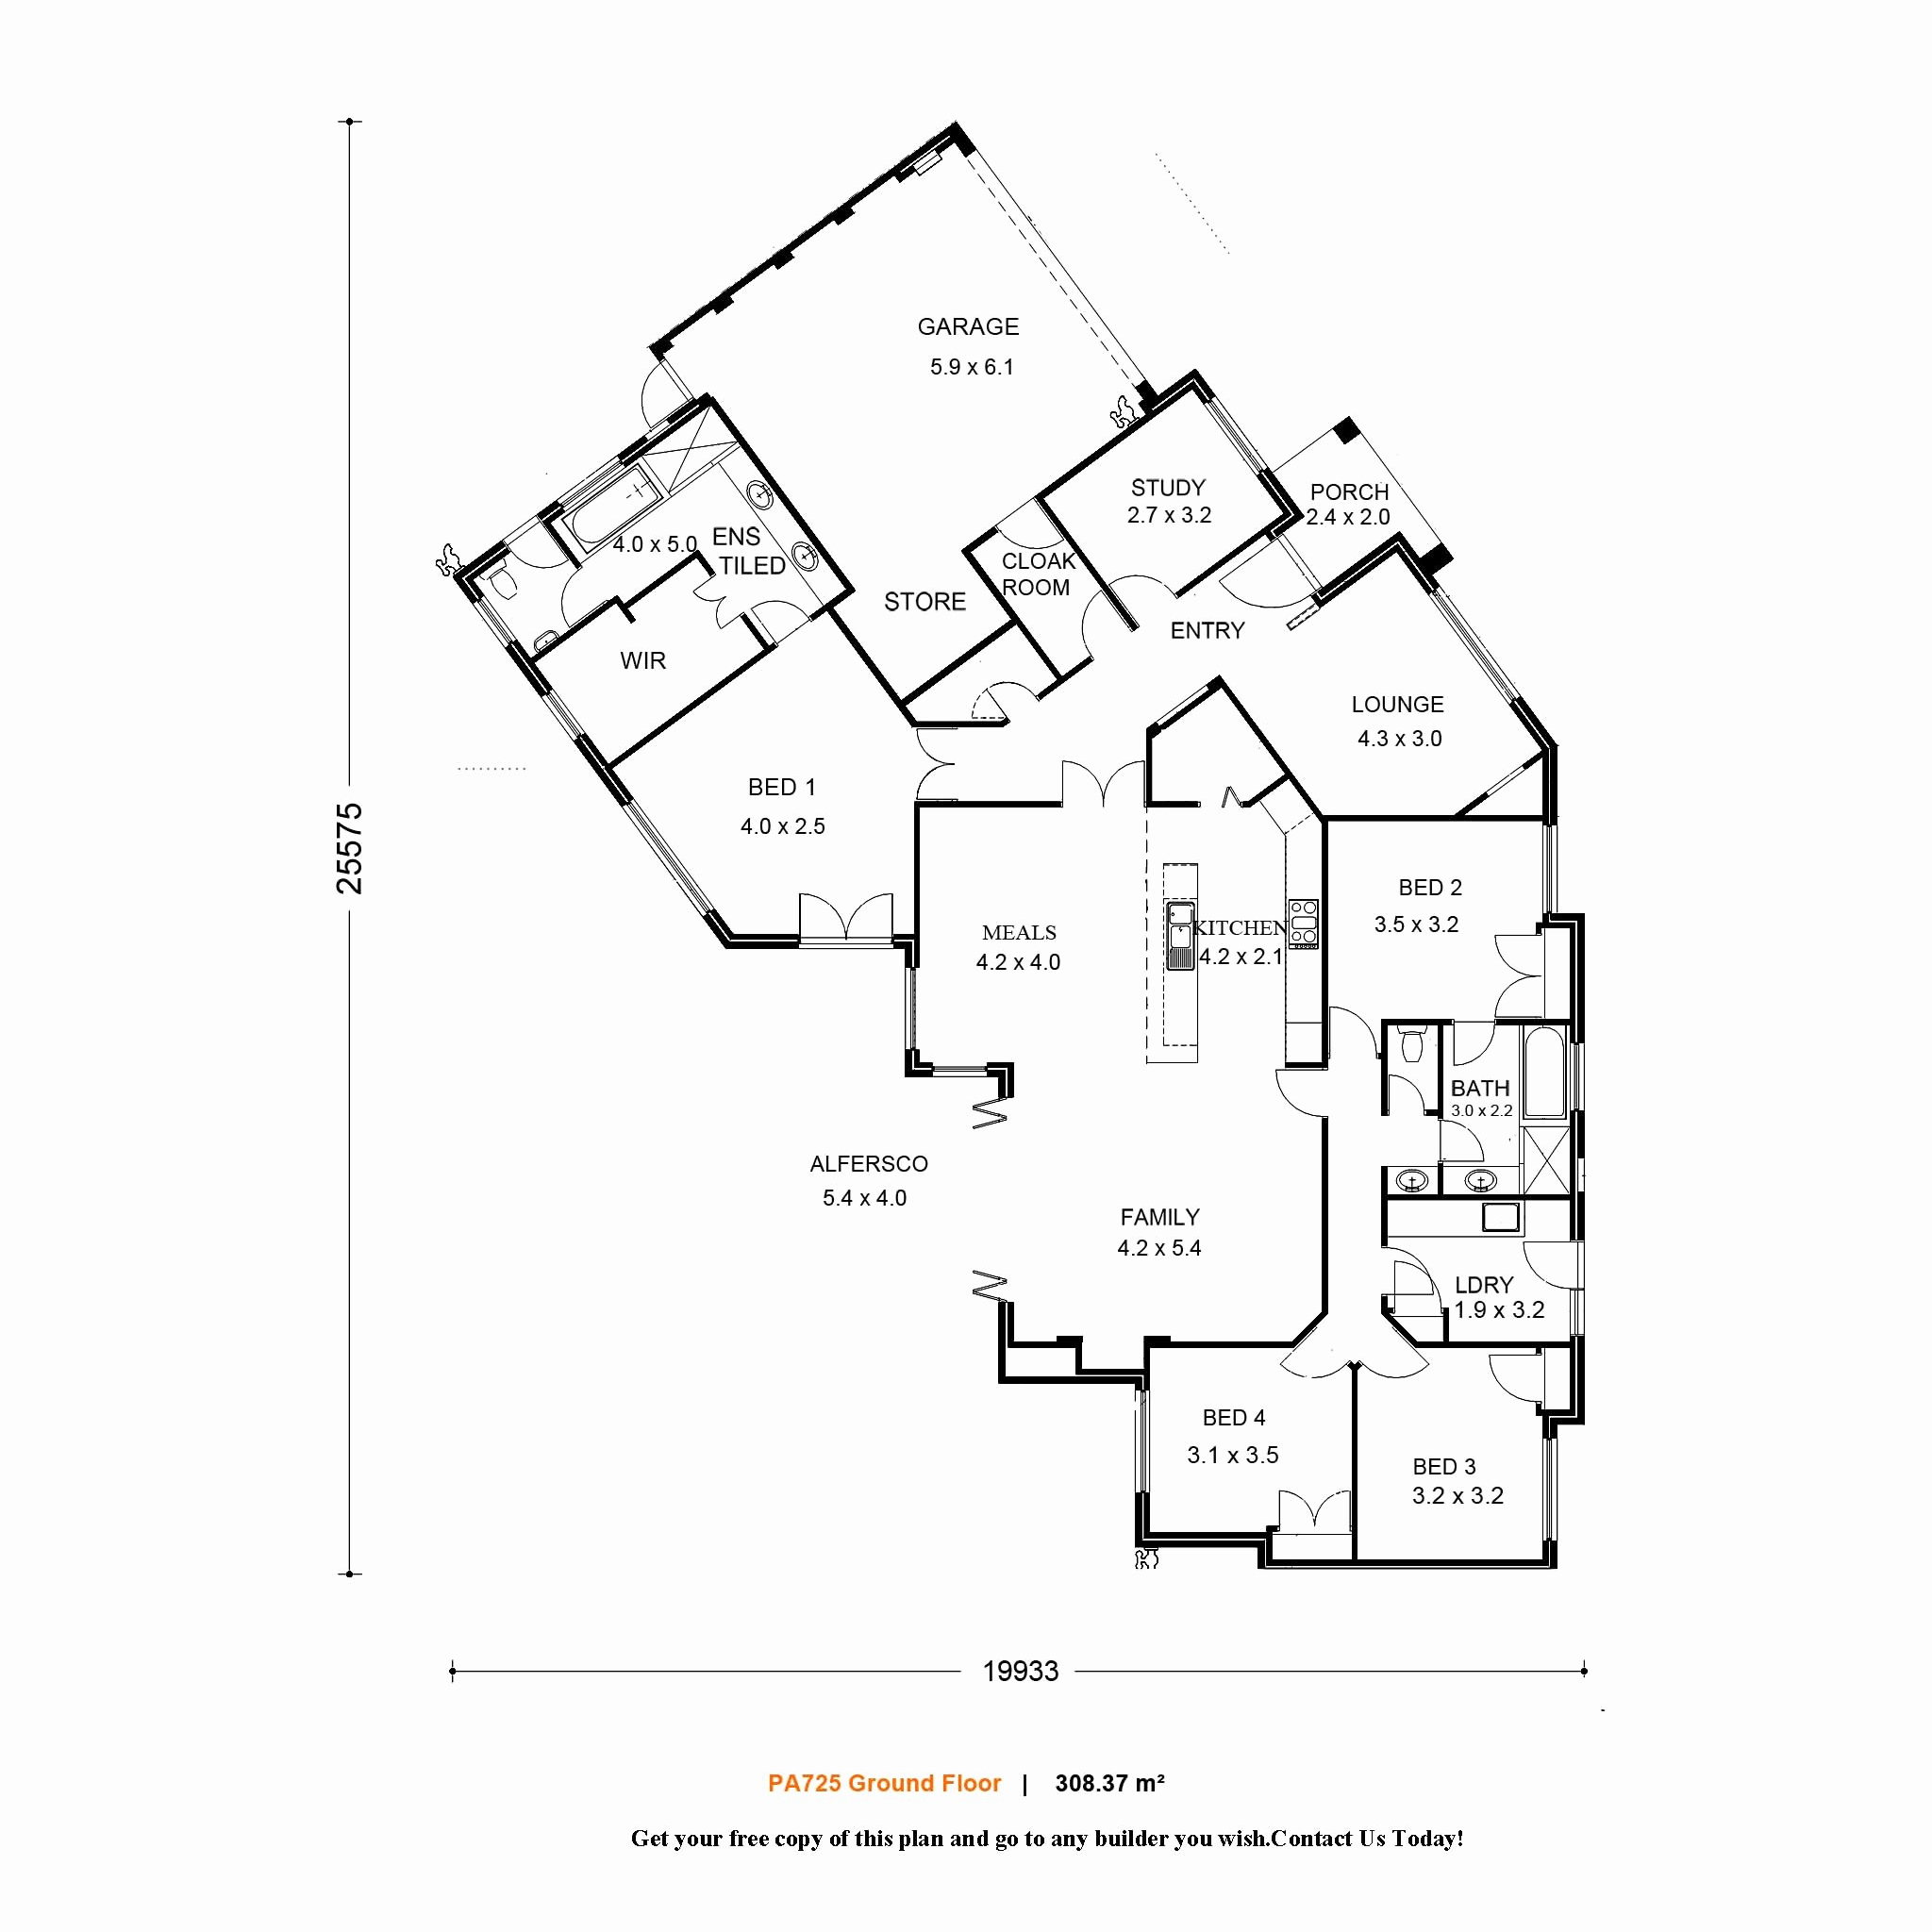 GARAGE
5.9 x 6.1
STUDY
2.7 x 3.2
PORCH
2.4 x 2.0
4.0 x 5.0
ENS
TILED
CLOAK
ROOM
STORE
ENTRY
WIR
LOUNGE
4.3 x 3.0
BED 1
4.0 x 2.5
25575
BED 2
3.5 x 3.2
MEALS
4.2 x 4.0
KITCHEN
4.2 x 2.1
BATH
3.0 x 2.2
ALFERSCO
5.4 x 4.0
FAMILY
4.2 x 5.4
LDRY
1.9 x 3.2
BED 4
3.1 x 3.5
BED 3
3.2 x 3.2
19933
PA725 Ground Floor | 308.37 m²
Get your free copy of this plan and go to any builder you wish.Contact Us Today!